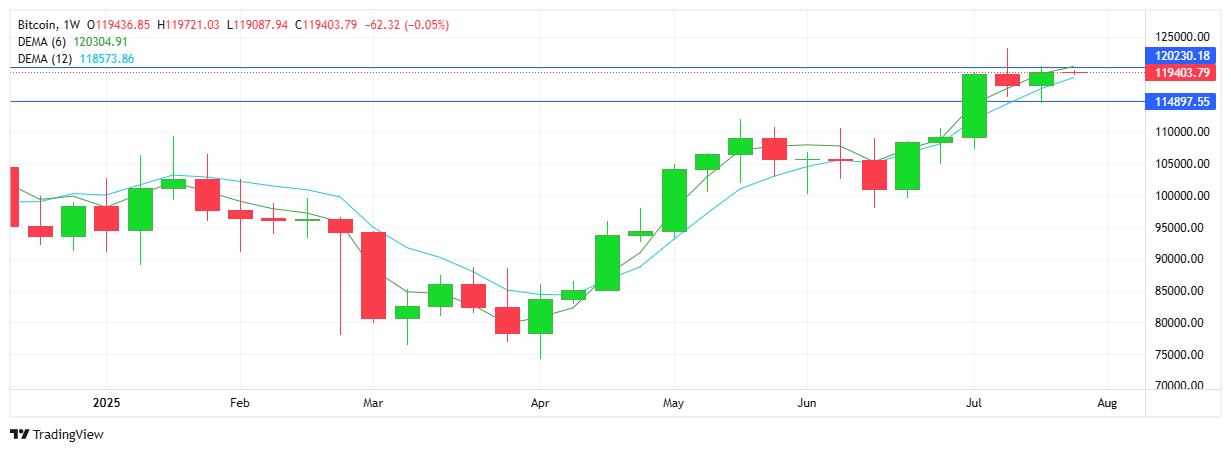 Bitcoin, 1W O119436.85 H119721.03 L119087.94 C119403.79 −62.32 (−0.05%)
DEMA (6) 120304.91
DEMA (12) 118573.86
125000.00
120230.18
119403.79
114897.55
110000.00
105000.00
100000.00
95000.00
90000.00
85000.00
80000.00
75000.00
70000.00
2025 Feb Mar Apr May Jun Jul Aug
TradingView